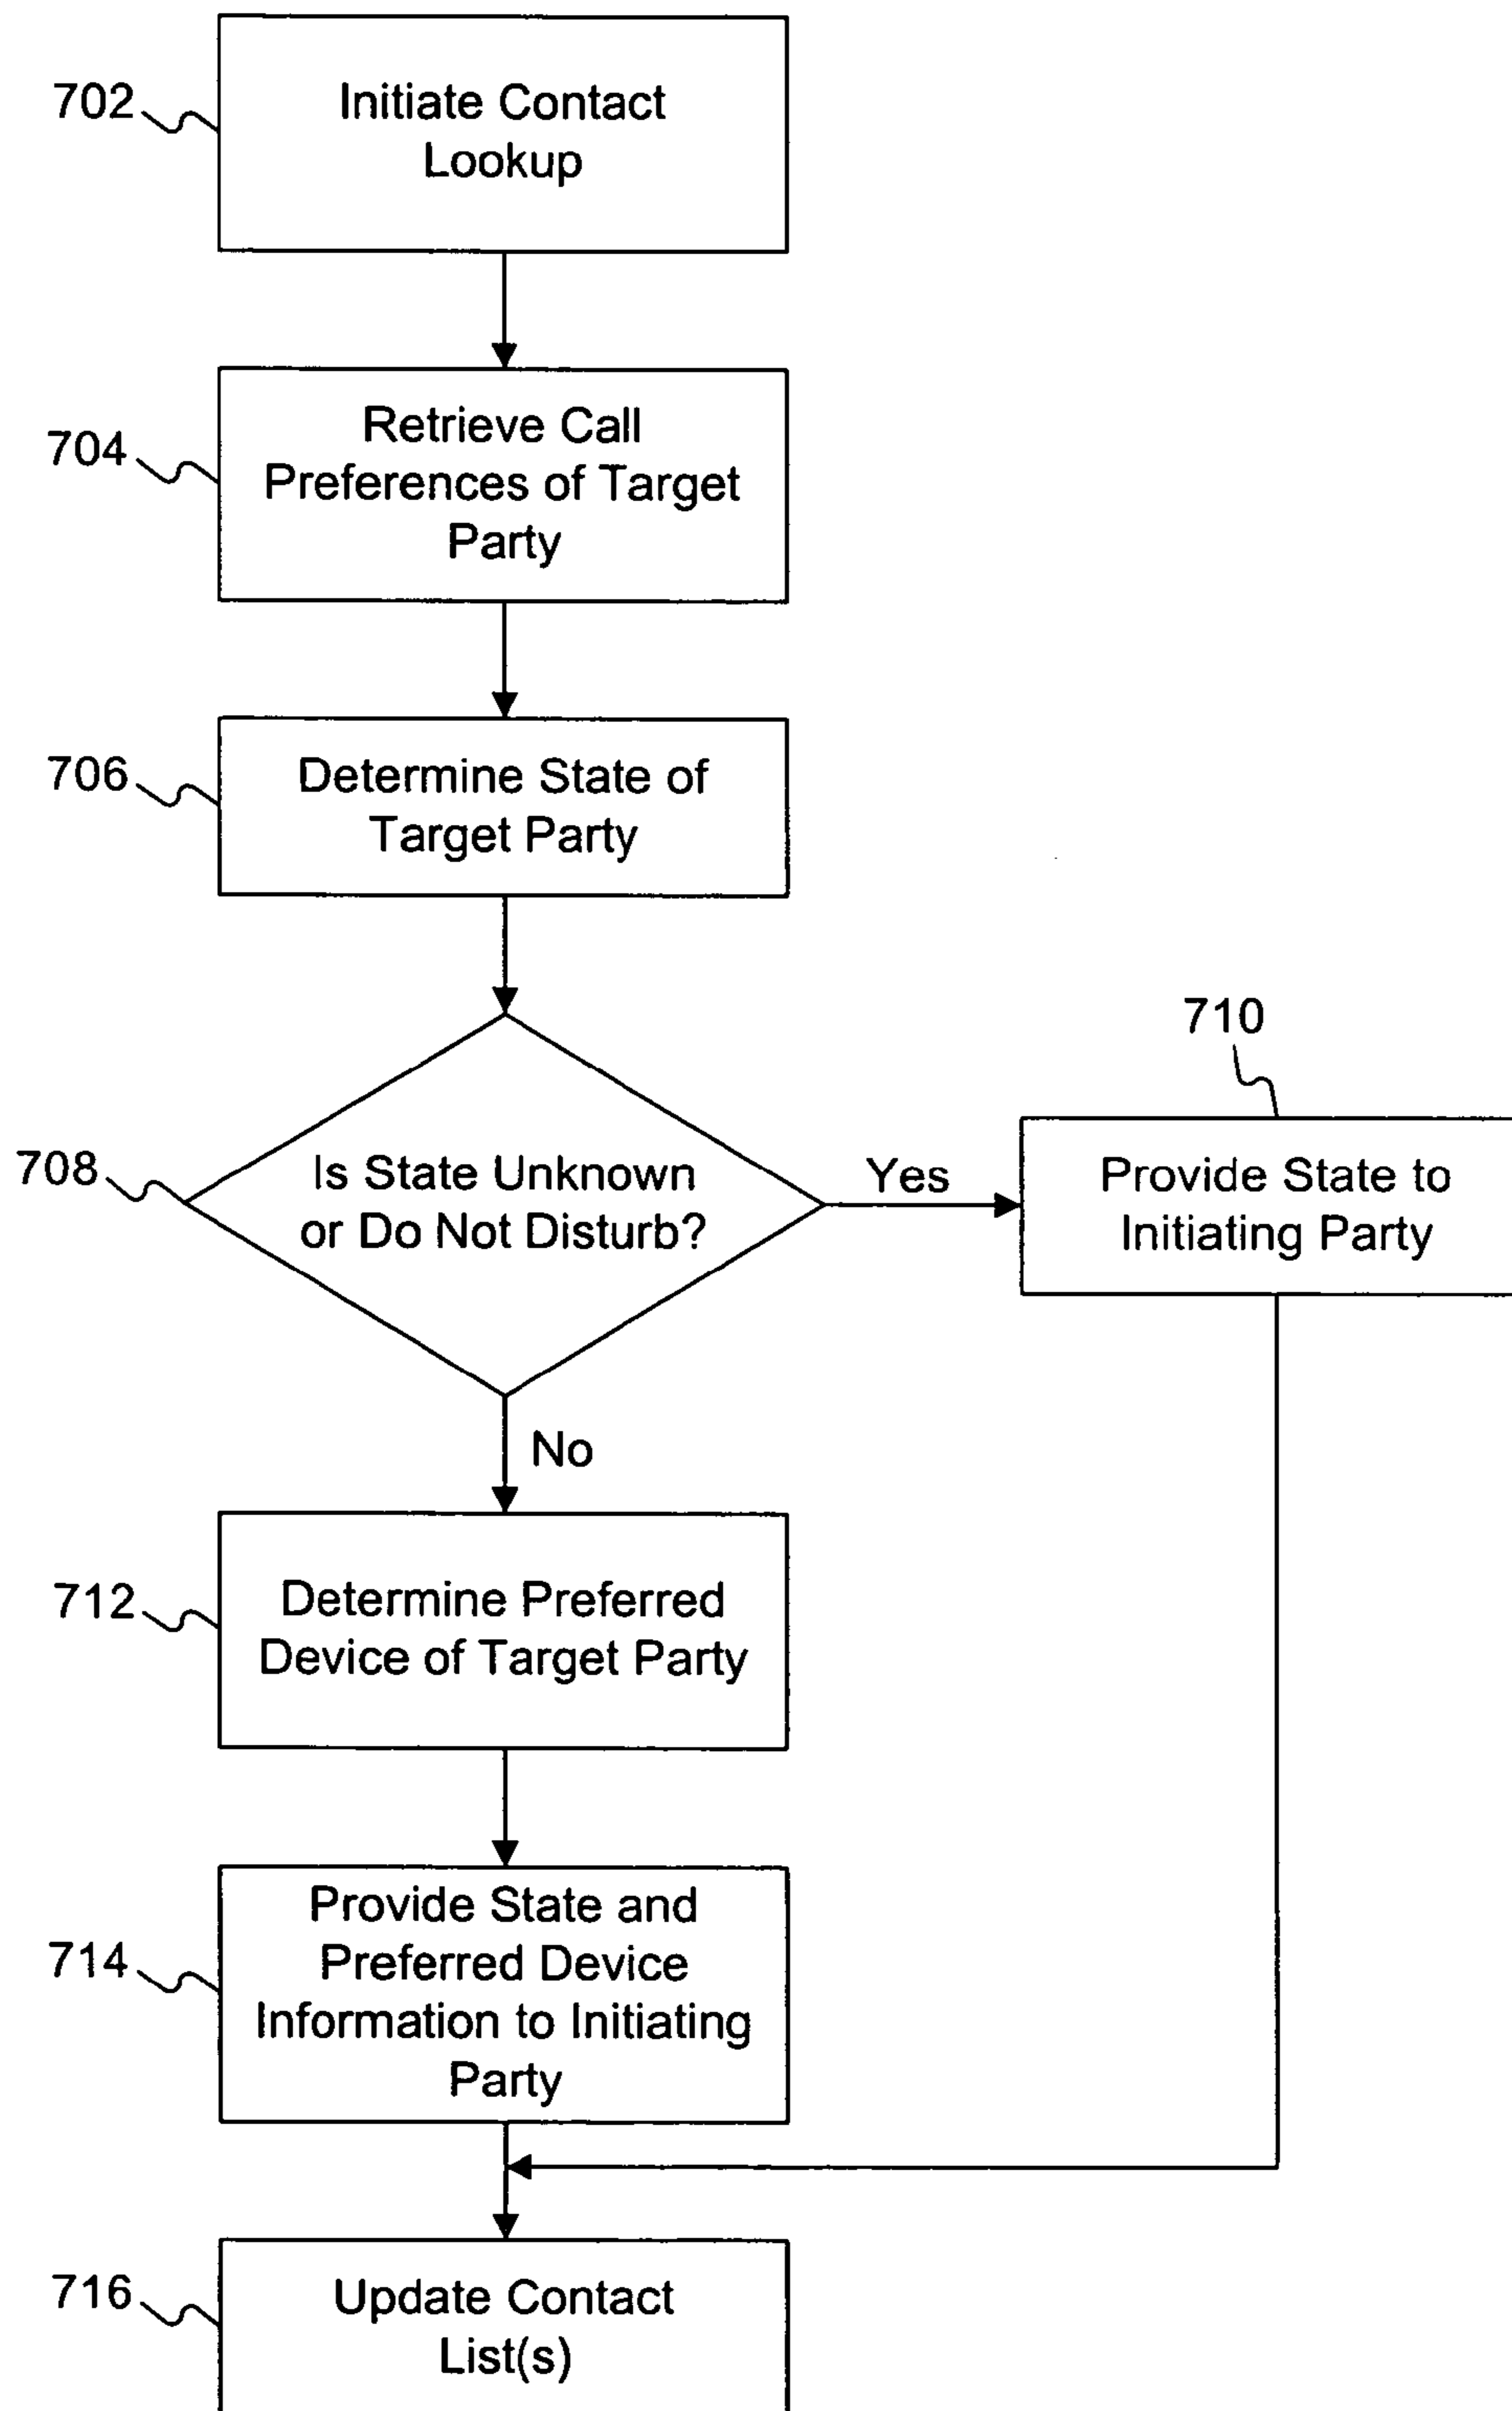 702
Initiate Contact
Lookup
704
Retrieve Call
Preferences of Target
Party
706
Determine State of
Target Party
708
Is State Unknown
or Do Not Disturb?
Yes
710
Provide State to
Initiating Party
No
712
Determine Preferred
Device of Target Party
714
Provide State and
Preferred Device
Information to Initiating
Party
716
Update Contact
List(s)